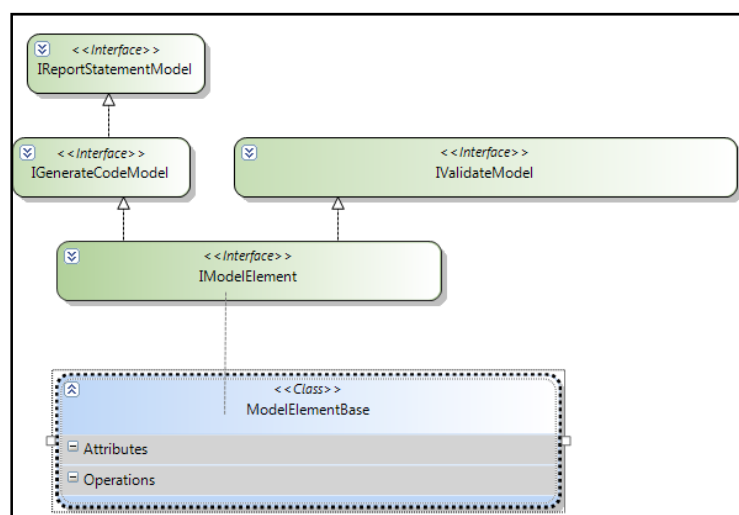 <<Interface>>
IReportStatementModel
<<Interface>>
IGenerateCodeModel
<<Interface>>
IValidateModel
<<Interface>>
IModelElement
<<Class>>
ModelElementBase
Attributes
Operations